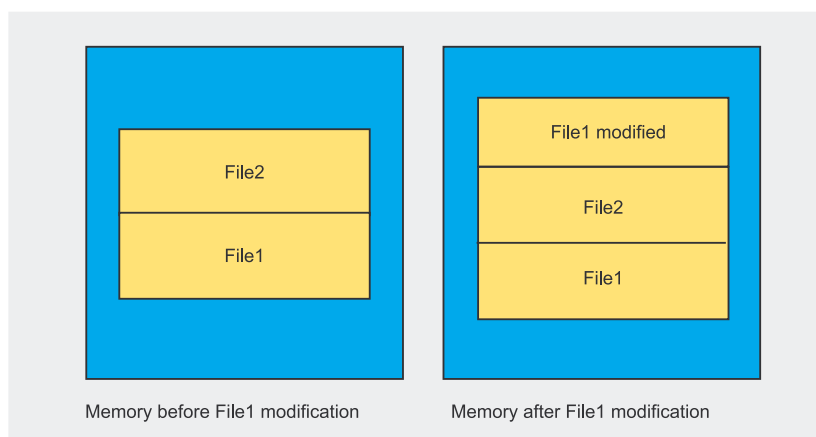 File2
File1
Memory before File1 modification
File1 modified
File2
File1
Memory after File1 modification